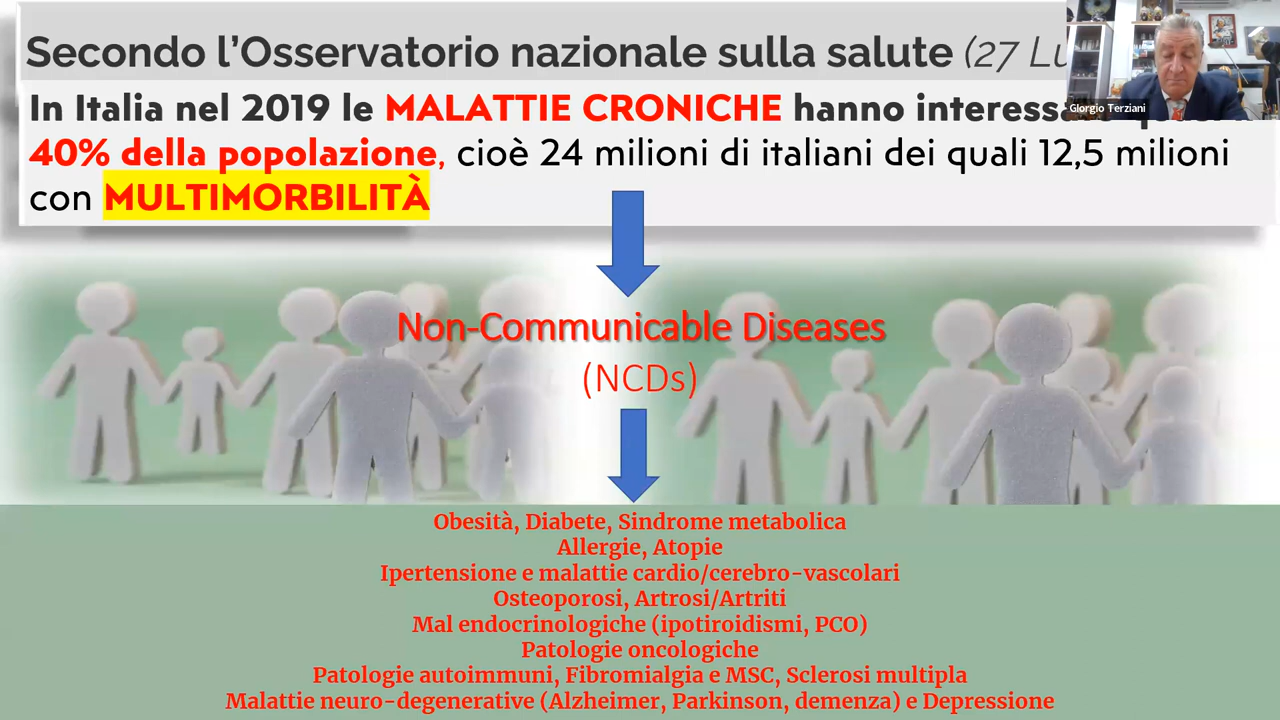 Secondo l'Osservatorio nazionale sulla salute (27
Giorgio Terziani
In Italia nel 2019 le MALATTIE CRONICHE hanno
40% della popolazione, cioè 24 milioni di italiani dei quali 12,5 milioni
con MULTIMORBILITÀ
Non-Communicable Diseases
(NCDs)
Obesità, Diabete, Sindrome metabolica
Allergie, Atopie
Ipertensione e malattie cardio/cerebro-vascolari
Osteoporosi, Artrosi/Artriti
Mal endocrinologiche (ipotiroidismi, PCO)
Patologie oncologiche
Patologie autoimmuni, Fibromialgia e MSC, Sclerosi multipla
Malattie neuro-degenerative (Alzheimer, Parkinson, demenza) e Depressione